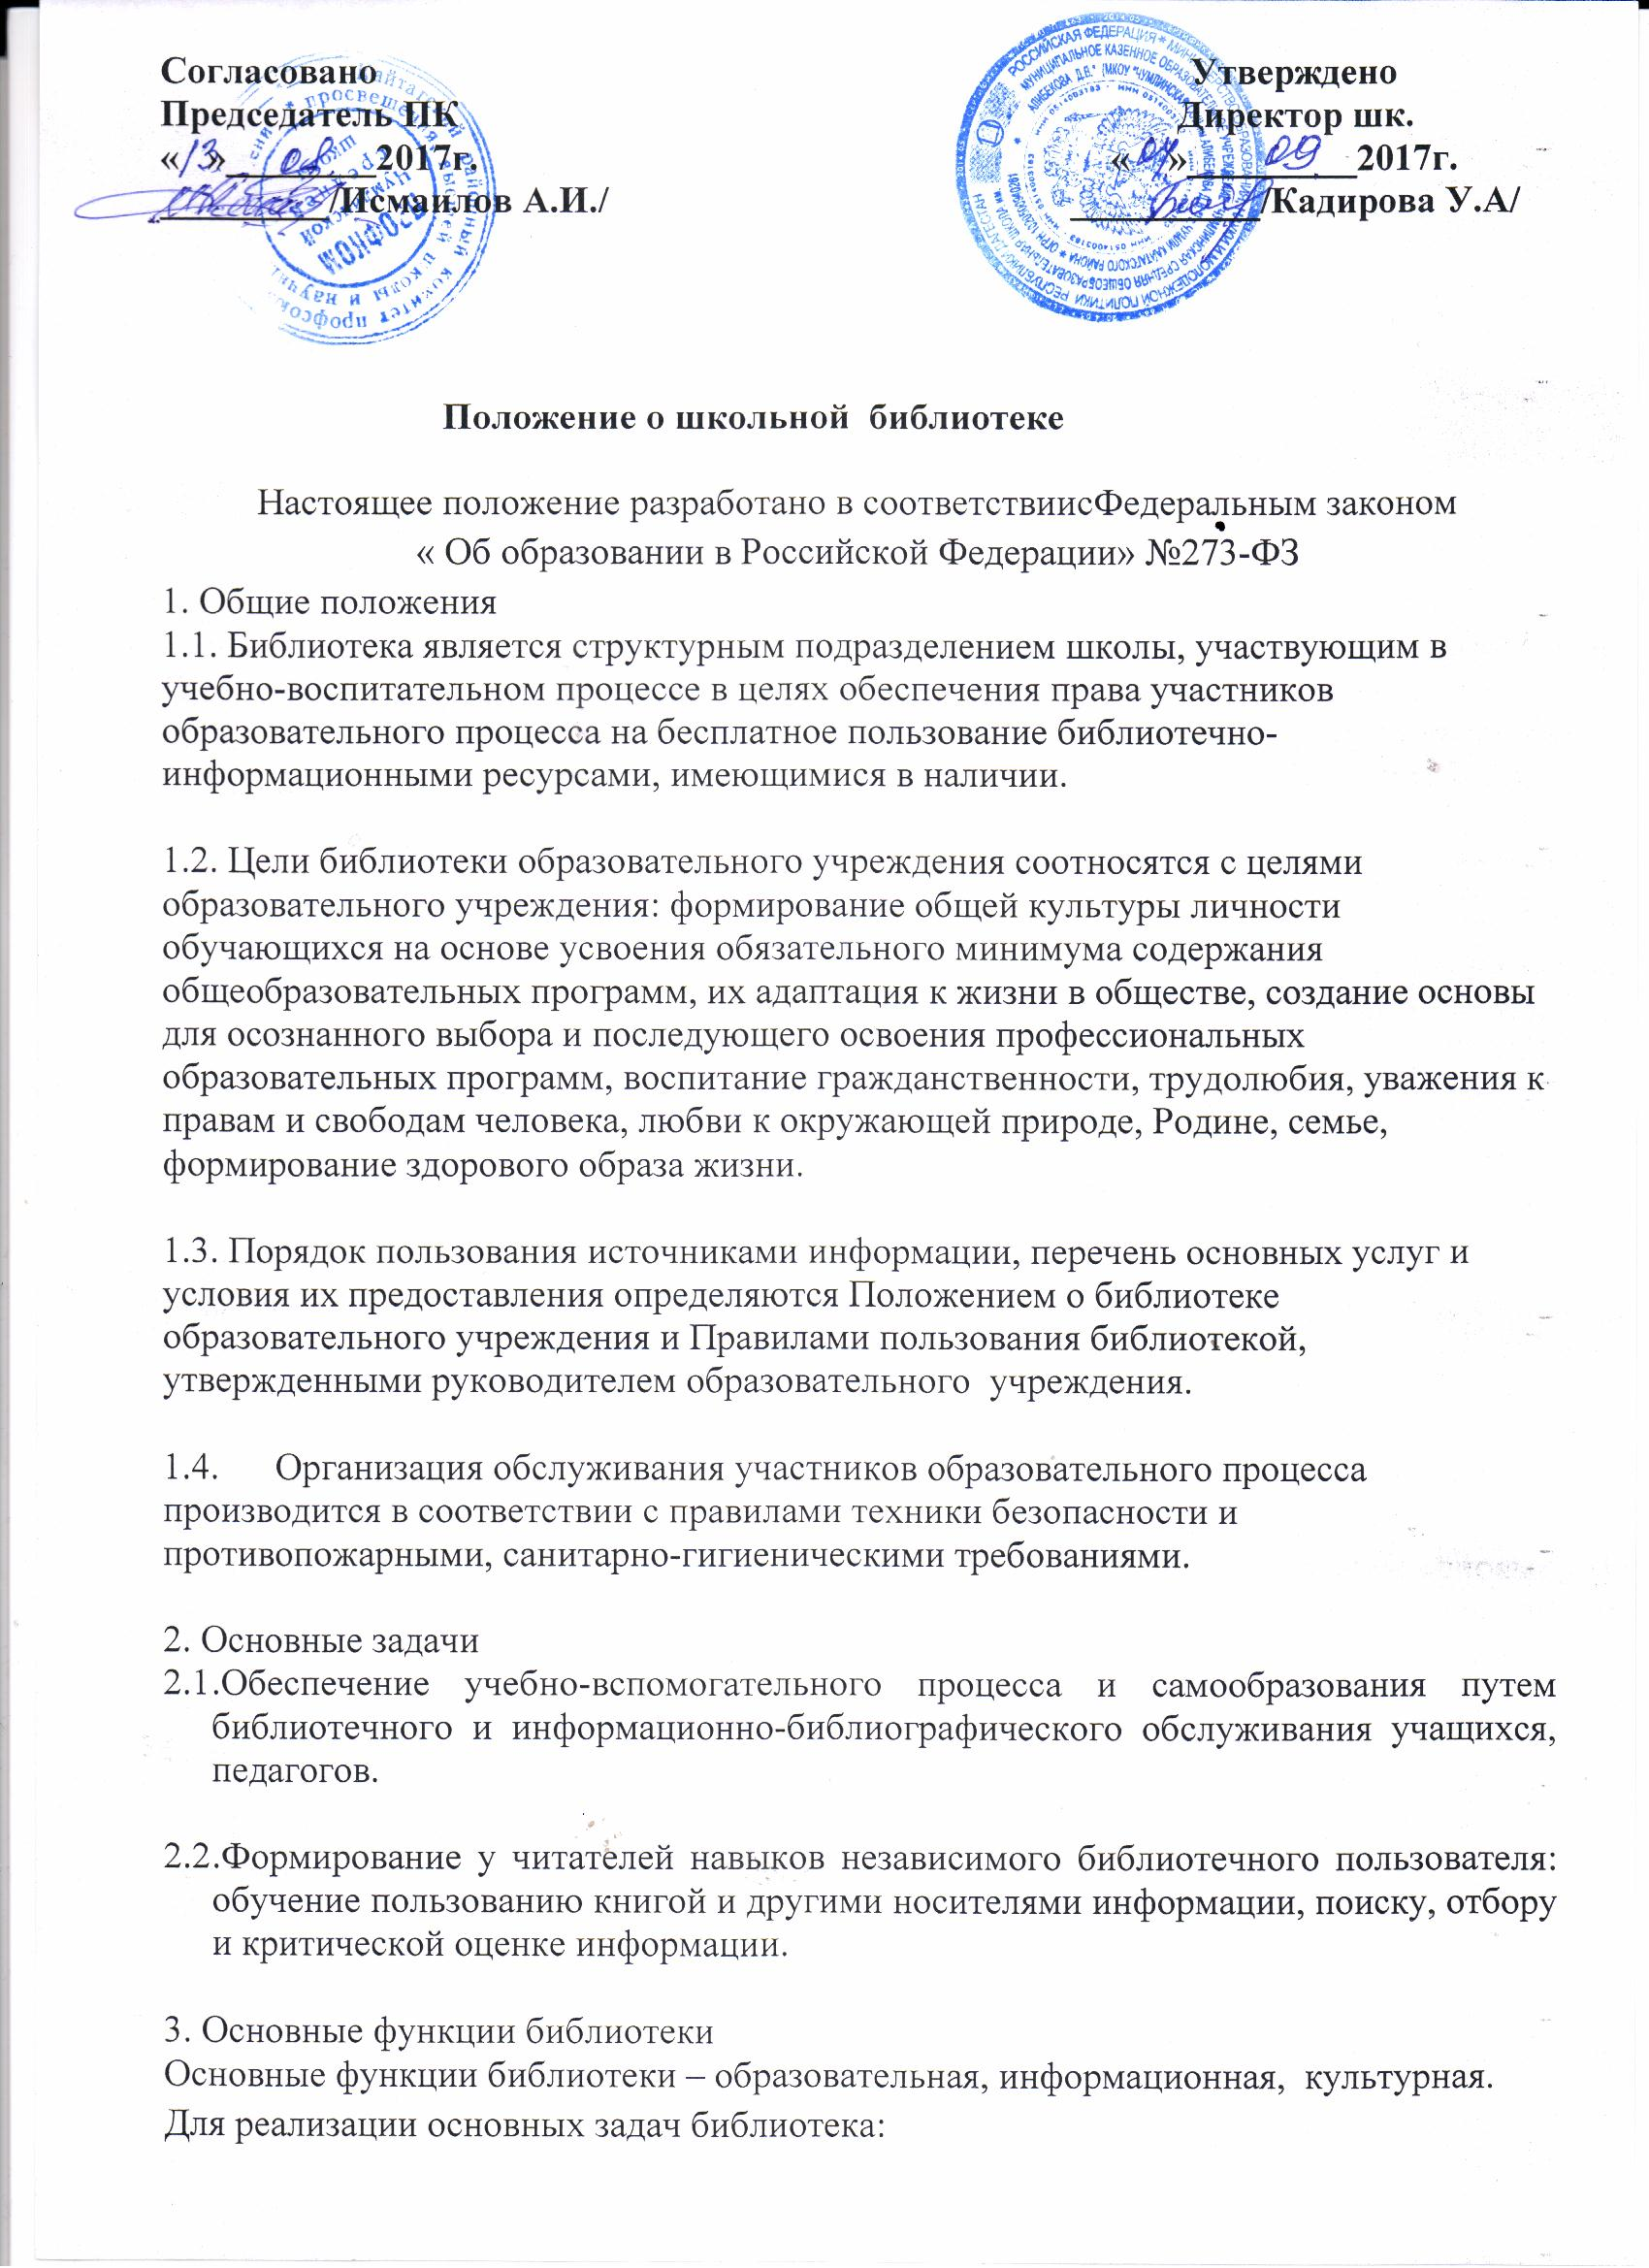 Согласовано
Председатель ПК
«13» 08. 2017г.
/Исмаилов А.И./
Утверждено
Директор шк.
«04» 09 2017г.
/Кадирова У.А/
Положение о школьной библиотеке
Настоящее положение разработано в соответствиисФедеральным законом
« Об образовании в Российской Федерации» №273-ФЗ
1. Общие положения
1.1. Библиотека является структурным подразделением школы, участвующим в
учебно-воспитательном процессе в целях обеспечения права участников
образовательного процесса на бесплатное пользование библиотечно-
информационными ресурсами, имеющимися в наличии.
1.2. Цели библиотеки образовательного учреждения соотносятся с целями
образовательного учреждения: формирование общей культуры личности
обучающихся на основе усвоения обязательного минимума содержания
общеобразовательных программ, их адаптация к жизни в обществе, создание основы
для осознанного выбора и последующего освоения профессиональных
образовательных программ, воспитание гражданственности, трудолюбия, уважения к
правам и свободам человека, любви к окружающей природе, Родине, семье,
формирование здорового образа жизни.
1.3. Порядок пользования источниками информации, перечень основных услуг и
условия их предоставления определяются Положением о библиотеке
образовательного учреждения и Правилами пользования библиотекой,
утвержденными руководителем образовательного учреждения.
1.4. Организация обслуживания участников образовательного процесса
производится в соответствии с правилами техники безопасности и
противопожарными, санитарно-гигиеническими требованиями.
2. Основные задачи
2.1.Обеспечение учебно-вспомогательного процесса и самообразования путем
библиотечного и информационно-библиографического обслуживания учащихся,
педагогов.
2.2.Формирование у читателей навыков независимого библиотечного пользователя:
обучение пользованию книгой и другими носителями информации, поиску, отбору
и критической оценке информации.
3. Основные функции библиотеки
Основные функции библиотеки – образовательная, информационная, культурная.
Для реализации основных задач библиотека: